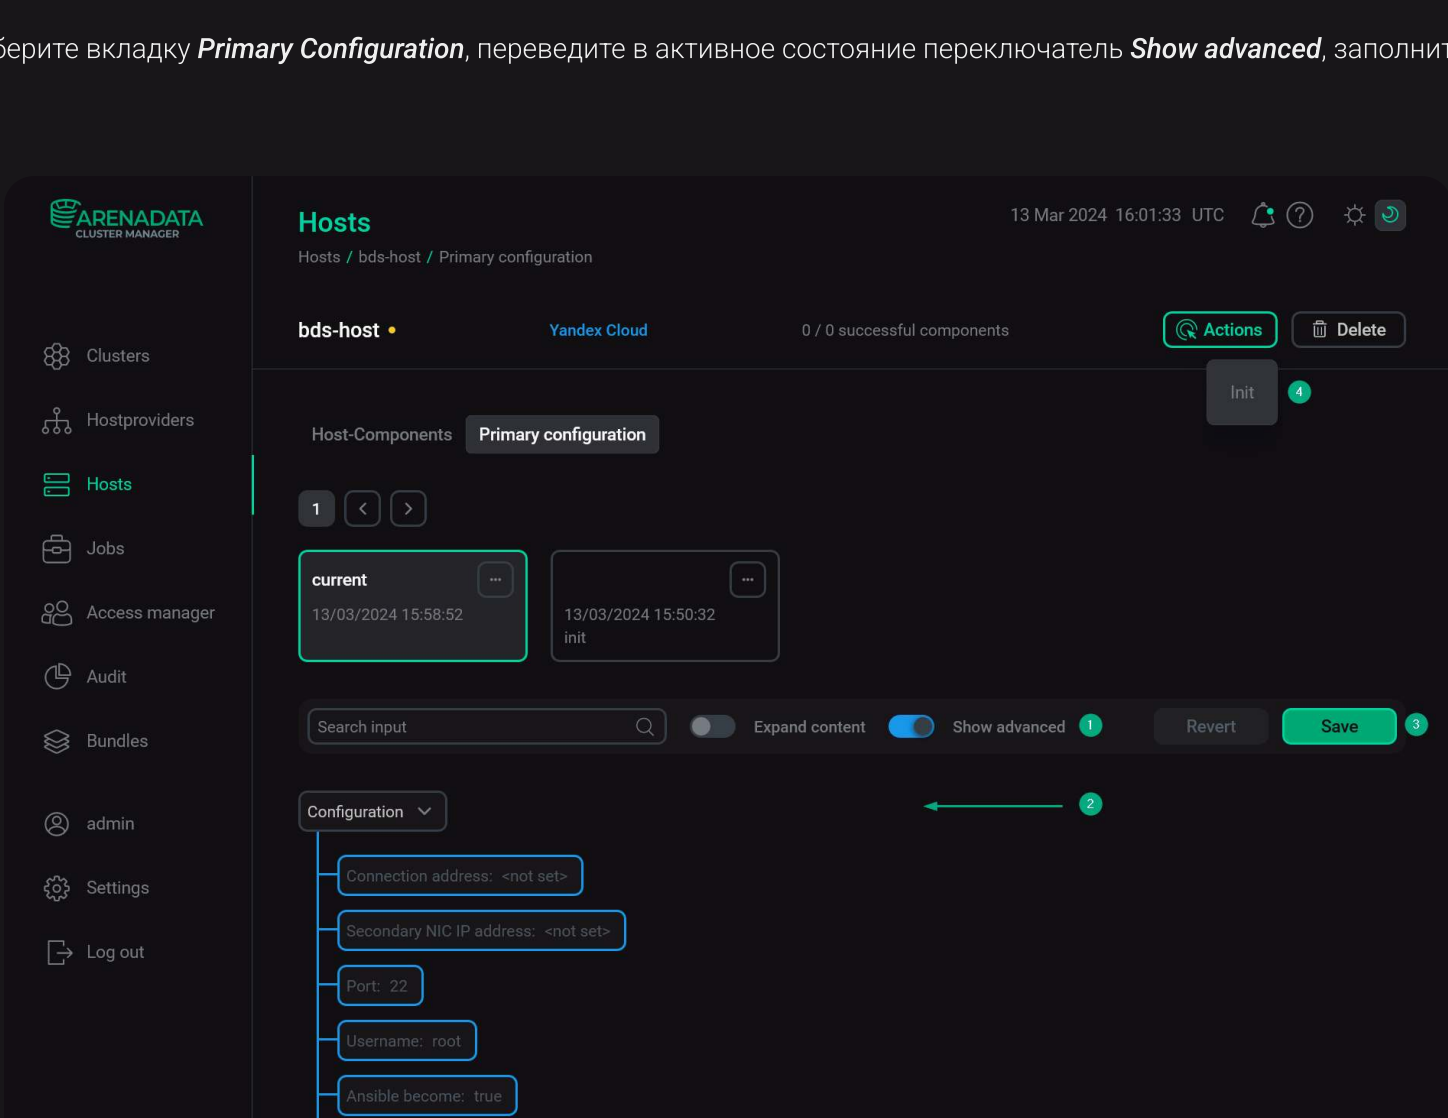 берите вкладку Primary Configuration, переведите в активное состояние переключатель Show advanced, заполнит
ARENADATA
CLUSTER MANAGER
Hosts
13 Mar 2024 16:01:33 UTC
Hosts / bds-host / Primary configuration
bds-host
Yandex Cloud
0 / 0 successful components
Actions
Delete
Init
4
Clusters
Hostproviders
Hosts
Jobs
Access manager
Audit
Bundles
admin
Settings
Log out
Host-Components
Primary configuration
1
current
13/03/2024 15:58:52
13/03/2024 15:50:32
init
Search input
Expand content
Show advanced
1
Revert
Save
3
Configuration
2
Connection address: <not set>
Secondary NIC IP address: <not set>
Port: 22
Username: root
Ansible become: true